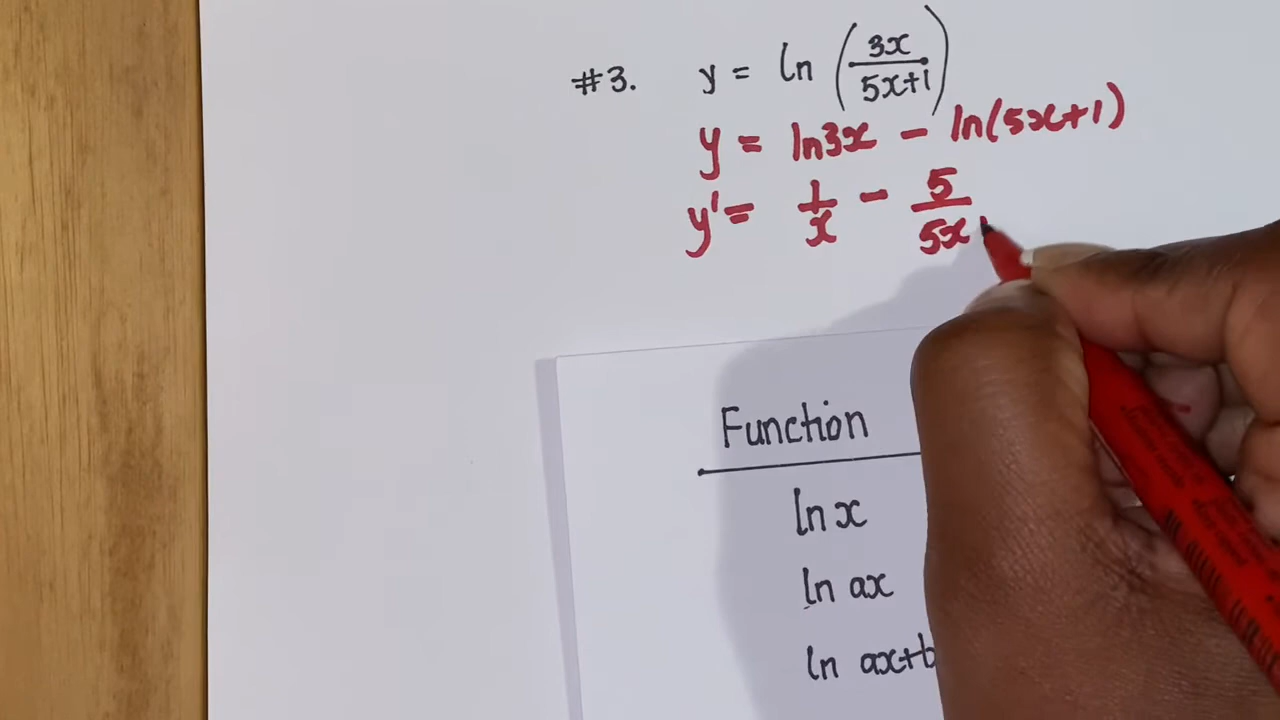 #3. y = ln (3x/5x+1)
y = ln3x - ln(5x+1)
y' = 1/x - 5/5x
Function
ln x
ln ax
ln ax+b